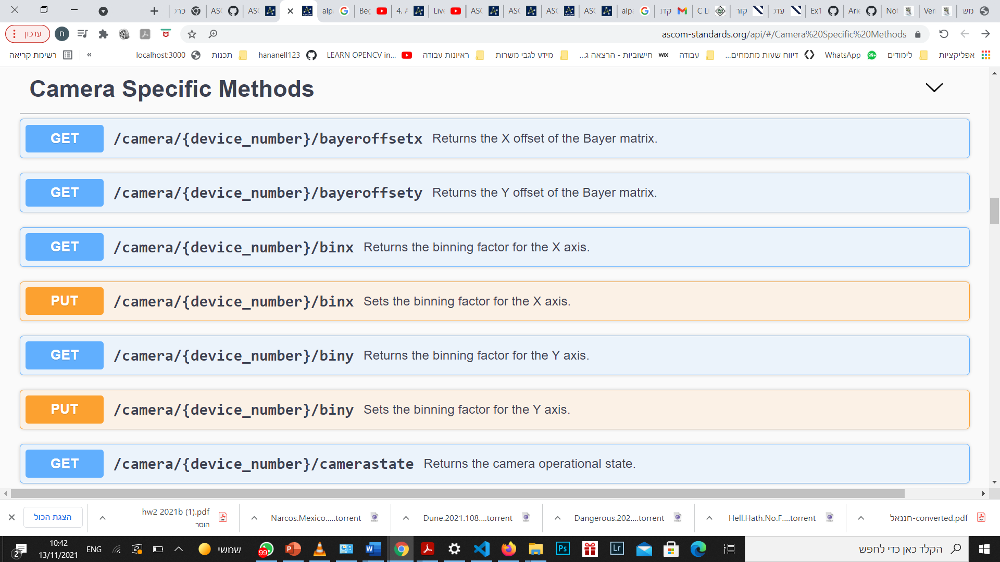 כרכ
ASC
ASC
alp
Beg
4. A
Live
ASC
ASC
ASC
ASC
alp
קדנ
C Li
קור
עדכ
Ex1
Arie
Not
Ver
מש
עדכון
ascom-standards.org/api/#/Camera%20Specific%20Methods
אפליקציות
לימודים
WhatsApp
דיווח שעות מתמחים...
עבודה
חישוביות - הרצאה ג...
מידע לגבי משרות
ראיונות עבודה
LEARN OPENCV in...
hananell123
תכנות
localhost:3000
«
רשימת קריאה
Camera Specific Methods
GET /camera/{device_number}/bayeroffsetx Returns the X offset of the Bayer matrix.
GET /camera/{device_number}/bayeroffsety Returns the Y offset of the Bayer matrix.
GET /camera/{device_number}/binx Returns the binning factor for the X axis.
PUT /camera/{device_number}/binx Sets the binning factor for the X axis.
GET /camera/{device_number}/biny Returns the binning factor for the Y axis.
PUT /camera/{device_number}/biny Sets the binning factor for the Y axis.
GET /camera/{device_number}/camerastate Returns the camera operational state.
חננאל-converted.pdf
Hell.Hath.No.F....torrent
Dangerous.202....torrent
Dune.2021.108....torrent
Narcos.Mexico.....torrent
hw2 2021b (1).pdf
הוסר
הצגת הכול
הקלד כאן כדי לחפש
Lr
Ps
99
שמשי
ENG
10:42
13/11/2021
2